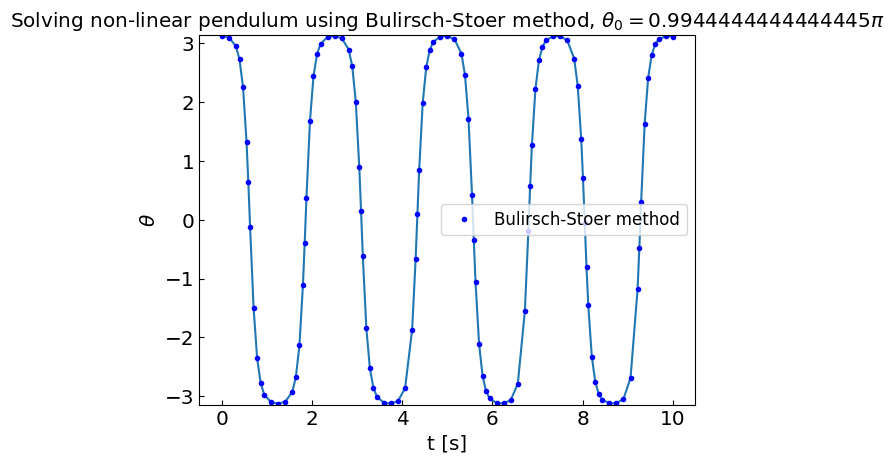 Solving non-linear pendulum using Bulirsch-Stoer method, θ₀ = 0.9944444444444445π
3
2
1
0
−1
−2
−3
θ
Bulirsch-Stoer method
0 2 4 6 8 10
t [s]